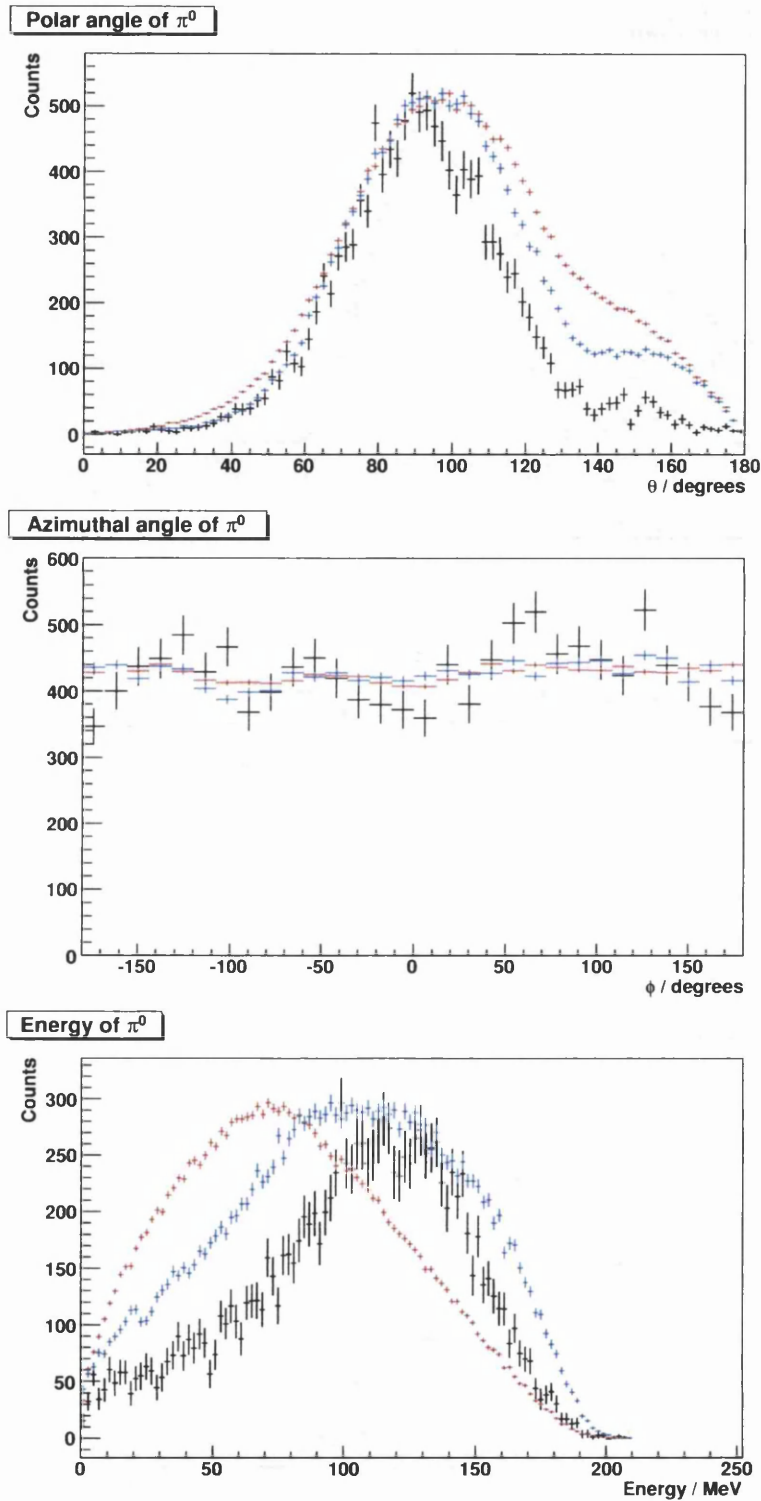 Polar angle of π⁰
Counts
500
400
300
200
100
0
0 20 40 60 80 100 120 140 160 180
θ / degrees
Azimuthal angle of π⁰
Counts
600
500
400
300
200
100
0
-150 -100 -50 0 50 100 150
ϕ / degrees
Energy of π⁰
Counts
300
250
200
150
100
50
0
0 50 100 150 200 250
Energy / MeV